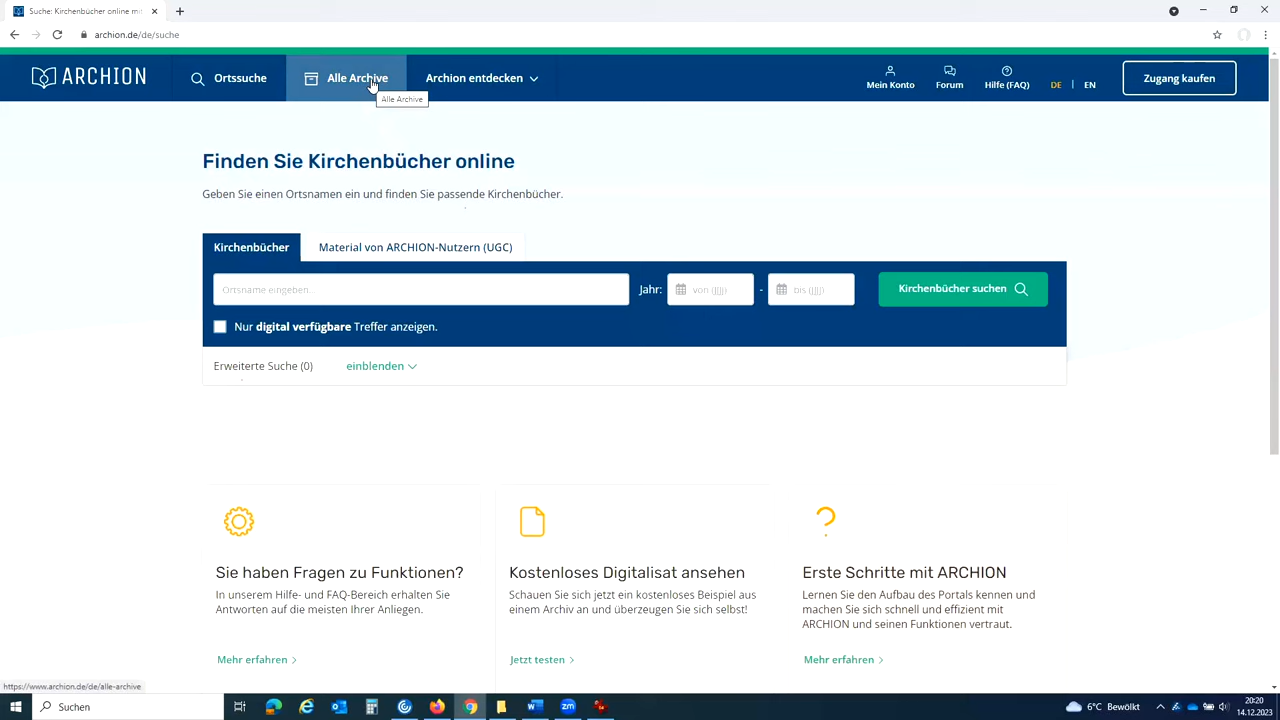 Suche: Kirchenbücher online mi
archion.de/de/suche
ARCHION
Ortssuche
Alle Archive
Archion entdecken
Mein Konto
Forum
Hilfe (FAQ)
DE | EN
Zugang kaufen
Alle Archive
Finden Sie Kirchenbücher online
Geben Sie einen Ortsnamen ein und finden Sie passende Kirchenbücher.
Kirchenbücher
Material von ARCHION-Nutzern (UGC)
Ortsname eingeben...
Jahr:
von (JJJJ)
-
bis (JJJJ)
Kirchenbücher suchen
Nur digital verfügbare Treffer anzeigen.
Erweiterte Suche (0)
einblenden
Sie haben Fragen zu Funktionen?
In unserem Hilfe- und FAQ-Bereich erhalten Sie
Antworten auf die meisten Ihrer Anliegen.
Mehr erfahren
Kostenloses Digitalisat ansehen
Schauen Sie sich jetzt ein kostenloses Beispiel aus
einem Archiv an und überzeugen Sie sich selbst!
Jetzt testen
Erste Schritte mit ARCHION
Lernen Sie den Aufbau des Portals kennen und
machen Sie sich schnell und effizient mit
ARCHION und seinen Funktionen vertraut.
Mehr erfahren
https://www.archion.de/de/alle-archive
Suchen
6°C Bewölkt
20:20
14.12.2023